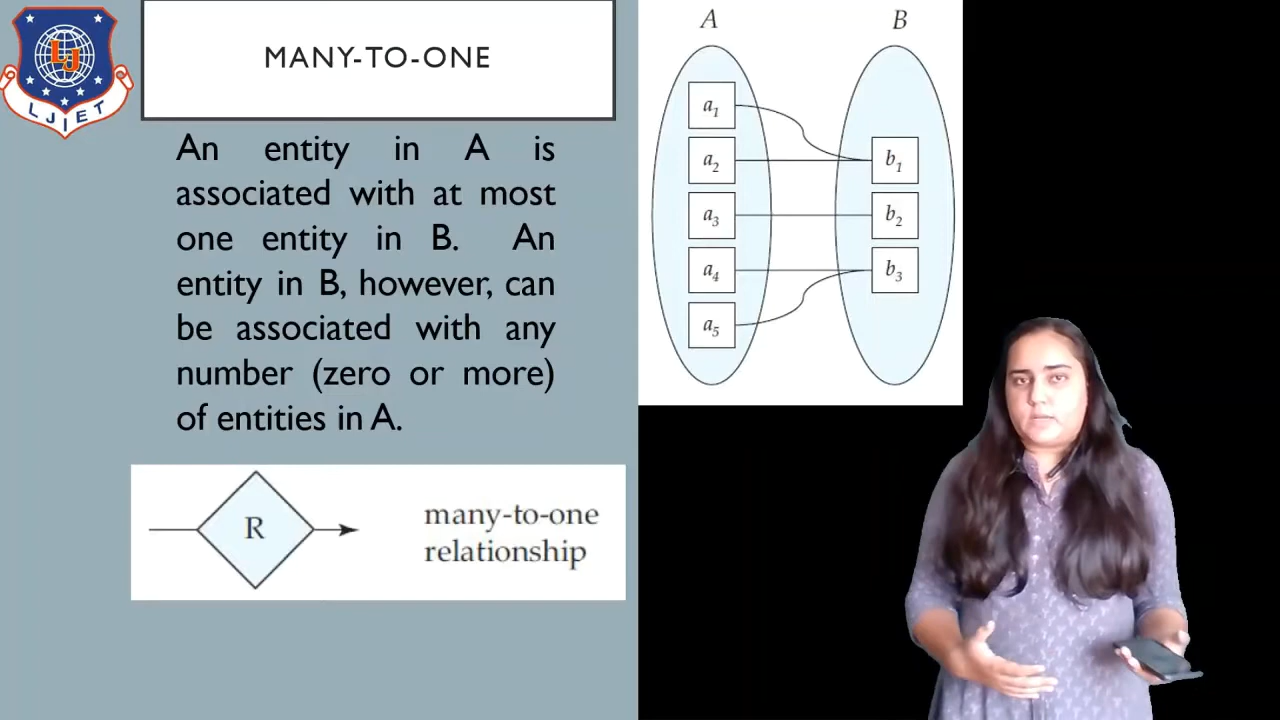 LJ
LJIET
MANY-TO-ONE
An entity in A is
associated with at most
one entity in B. An
entity in B, however, can
be associated with any
number (zero or more)
of entities in A.
R
many-to-one
relationship
A B
a1
a2 b1
a3 b2
a4 b3
a5